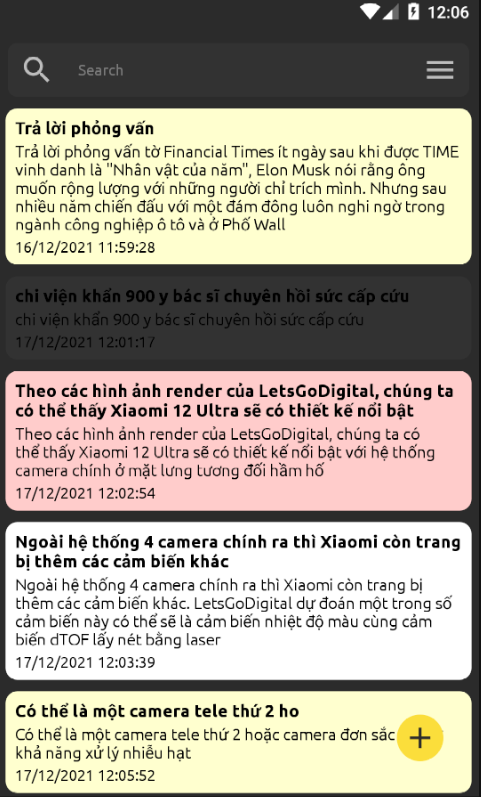 12:06
Search
Trả lời phỏng vấn
Trả lời phỏng vấn tờ Financial Times ít ngày sau khi được TIME
vinh danh là "Nhân vật của năm", Elon Musk nói rằng ông
muốn rộng lượng với những người chỉ trích mình. Nhưng sau
nhiều năm chiến đấu với một đám đông luôn nghi ngờ trong
ngành công nghiệp ô tô và ở Phố Wall
16/12/2021 11:59:28
chi viện khẩn 900 y bác sĩ chuyên hồi sức cấp cứu
chi viện khẩn 900 y bác sĩ chuyên hồi sức cấp cứu
17/12/2021 12:01:17
Theo các hình ảnh render của LetsGoDigital, chúng ta
có thể thấy Xiaomi 12 Ultra sẽ có thiết kế nổi bật
Theo các hình ảnh render của LetsGoDigital, chúng ta có
thể thấy Xiaomi 12 Ultra sẽ có thiết kế nổi bật với hệ thống
camera chính ở mặt lưng tương đối hầm hố
17/12/2021 12:02:54
Ngoài hệ thống 4 camera chính ra thì Xiaomi còn trang
bị thêm các cảm biến khác
Ngoài hệ thống 4 camera chính ra thì Xiaomi còn trang bị
thêm các cảm biến khác. LetsGoDigital dự đoán một trong số
cảm biến này có thể sẽ là cảm biến nhiệt độ màu cùng cảm
biến dTOF lấy nét bằng laser
17/12/2021 12:03:39
Có thể là một camera tele thứ 2 ho
Có thể là một camera tele thứ 2 hoặc camera đơn sắc
khả năng xử lý nhiễu hạt
17/12/2021 12:05:52